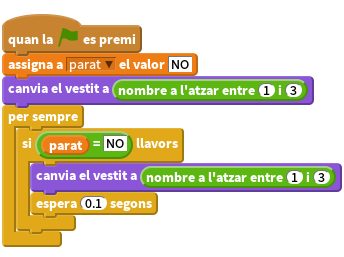 quan la es premi
assigna a parat el valor NO
canvia el vestit a nombre a l'atzar entre 1 i 3
per sempre
si parat = NO llavors
canvia el vestit a nombre a l'atzar entre 1 i 3
espera 0.1 segons